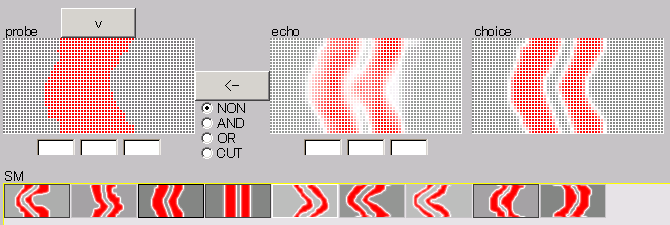 v
probe
echo
choice
<-
NON
AND
OR
CUT
SM